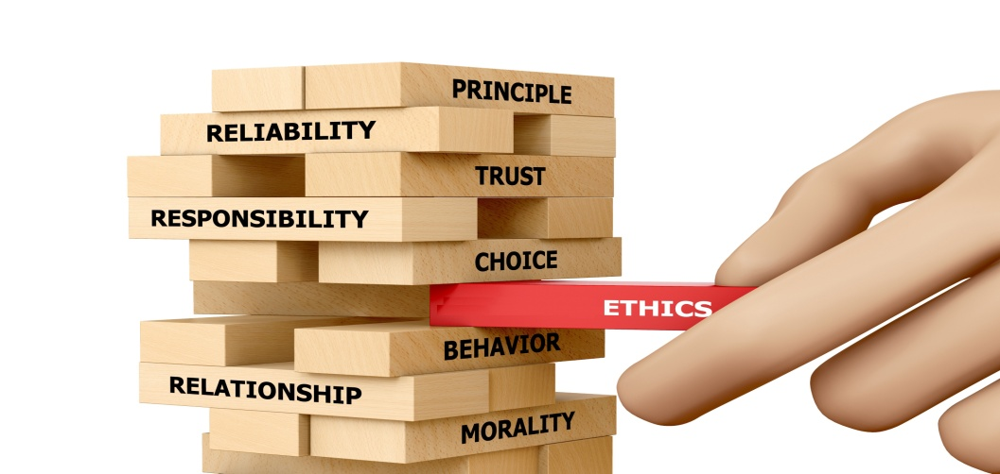 PRINCIPLE
RELIABILITY
TRUST
RESPONSIBILITY
CHOICE
ETHICS
BEHAVIOR
RELATIONSHIP
MORALITY